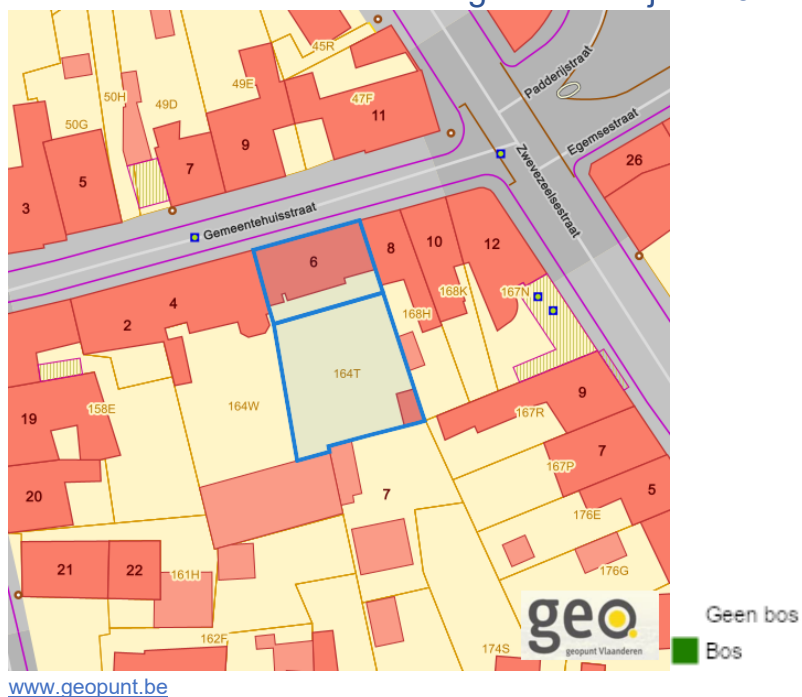 45R
50H
49D
49E
47F
11
50G
5
7
9
3
Padderijstraat
Egemsestraat
Zwevezeelsestraat
26
Gemeentehuisstraat
6
8
10
12
4
2
168K
167N
168H
164T
164W
158E
19
9
167R
7
167P
20
7
5
176E
21
22
161H
176G
162F
174S
geo
geopunt Vlaanderen
Geen bos
Bos
www.geopunt.be